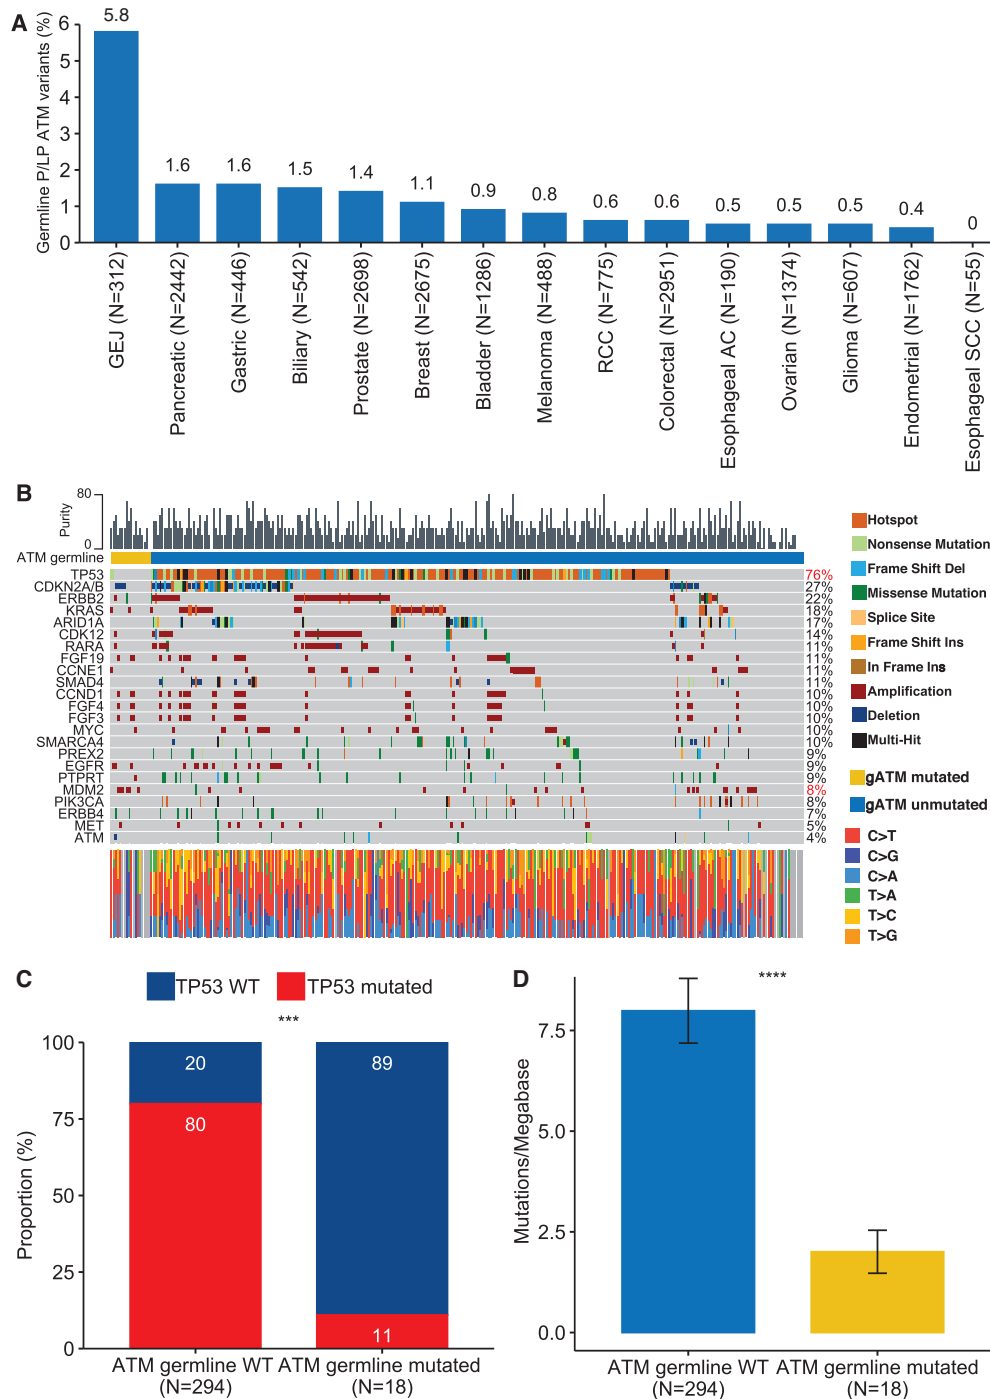 A
Germline P/LP ATM variants (%)
6
5
4
3
2
1
0
5.8
1.6
1.6
1.5
1.4
1.1
0.9
0.8
0.6
0.6
0.5
0.5
0.5
0.4
0
GEJ (N=312)
Pancreatic (N=2442)
Gastric (N=446)
Biliary (N=542)
Prostate (N=2698)
Breast (N=2675)
Bladder (N=1286)
Melanoma (N=488)
RCC (N=775)
Colorectal (N=2951)
Esophageal AC (N=190)
Ovarian (N=1374)
Glioma (N=607)
Endometrial (N=1762)
Esophageal SCC (N=55)
B
Purity
80
0
ATM germline
TP53 76%
CDKN2A/B 27%
ERBB2 22%
KRAS 18%
ARID1A 17%
CDK12 14%
RARA 11%
FGF19 11%
CCNE1 11%
SMAD4 11%
CCND1 10%
FGF4 10%
FGF3 10%
MYC 10%
SMARCA4 10%
PREX2 9%
EGFR 9%
PTPRT 9%
MDM2 8%
PIK3CA 8%
ERBB4 7%
MET 5%
ATM 4%
Hotspot
Nonsense Mutation
Frame Shift Del
Missense Mutation
Splice Site
Frame Shift Ins
In Frame Ins
Amplification
Deletion
Multi-Hit
gATM mutated
gATM unmutated
C>T
C>G
C>A
T>A
T>C
T>G
C
TP53 WT
TP53 mutated
***
Proportion (%)
100
75
50
25
0
20
80
89
11
ATM germline WT
(N=294)
ATM germline mutated
(N=18)
D
****
Mutations/Megabase
7.5
5.0
2.5
0.0
ATM germline WT
(N=294)
ATM germline mutated
(N=18)